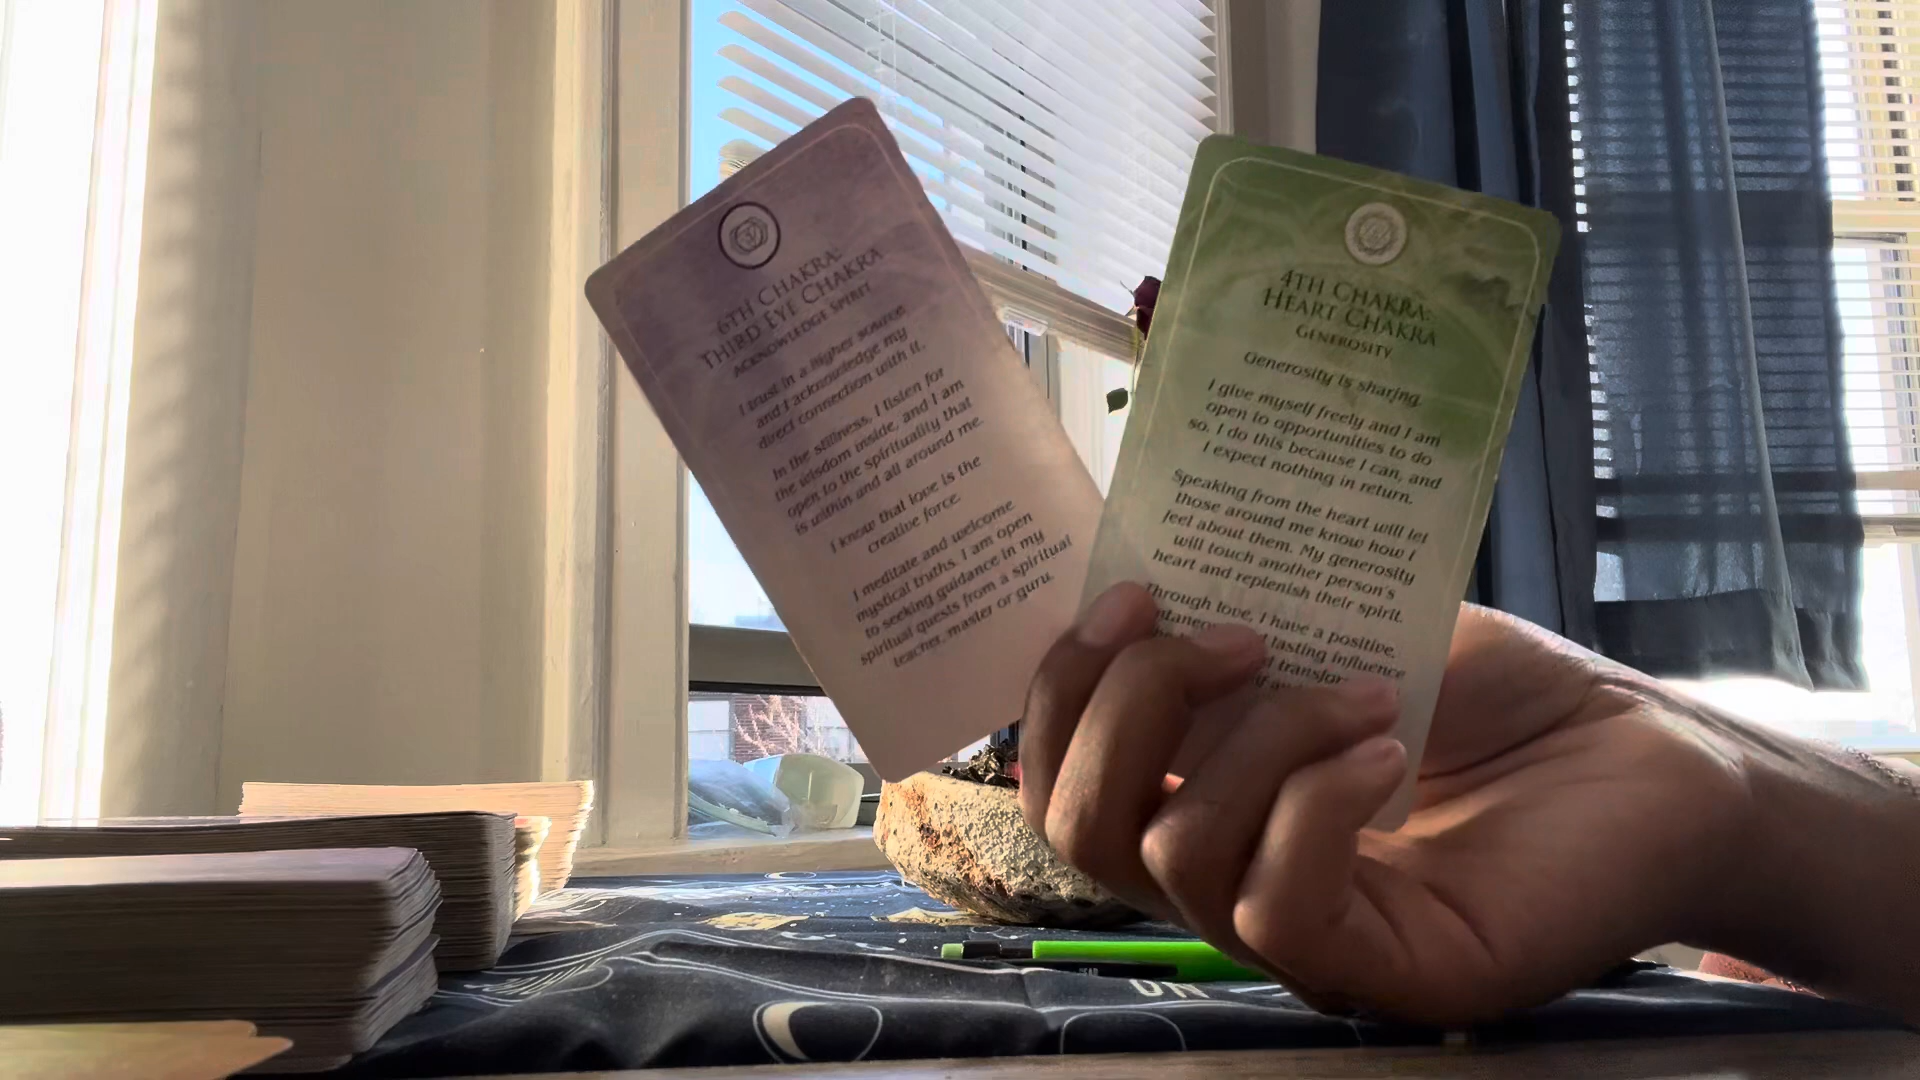 6TH CHAKRA:
THIRD EYE CHAKRA
ACKNOWLEDGE SPIRIT
I trust in a higher source
and I acknowledge my
direct connection with it.
In the stillness, I listen for
the wisdom inside, and I am
open to the spirituality that
is within and all around me.
I know that love is the
creative force.
I meditate and welcome
mystical truths. I am open
to seeking guidance in my
spiritual quests from a spiritual
teacher, master or guru.
4TH CHAKRA:
HEART CHAKRA
GENEROSITY
Generosity is sharing.
I give myself freely and I am
open to opportunities to do
so. I do this because I can, and
I expect nothing in return.
Speaking from the heart will let
those around me know how I
feel about them. My generosity
will touch another person's
heart and replenish their spirit.
Through love, I have a positive,
lasting influence